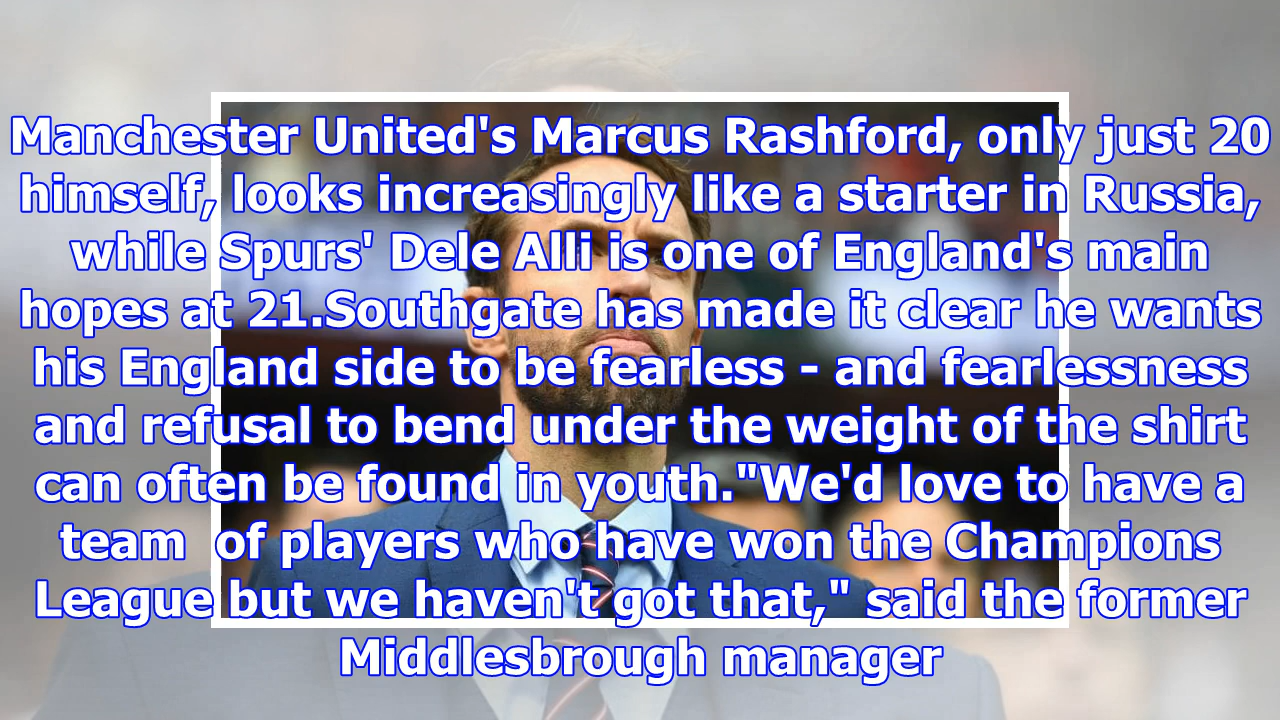 Manchester United's Marcus Rashford, only just 20
himself, looks increasingly like a starter in Russia,
while Spurs' Dele Alli is one of England's main
hopes at 21.Southgate has made it clear he wants
his England side to be fearless - and fearlessness
and refusal to bend under the weight of the shirt
can often be found in youth."We'd love to have a
team  of players who have won the Champions
League but we haven't got that," said the former
Middlesbrough manager